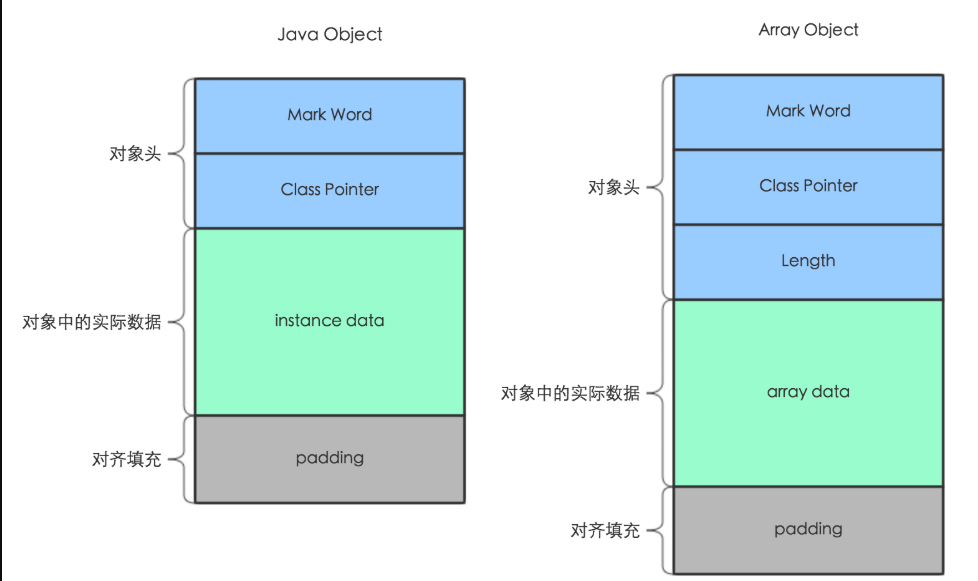 Java Object
对象头
Mark Word
Class Pointer
对象中的实际数据
instance data
对齐填充
padding
Array Object
对象头
Mark Word
Class Pointer
Length
对象中的实际数据
array data
对齐填充
padding